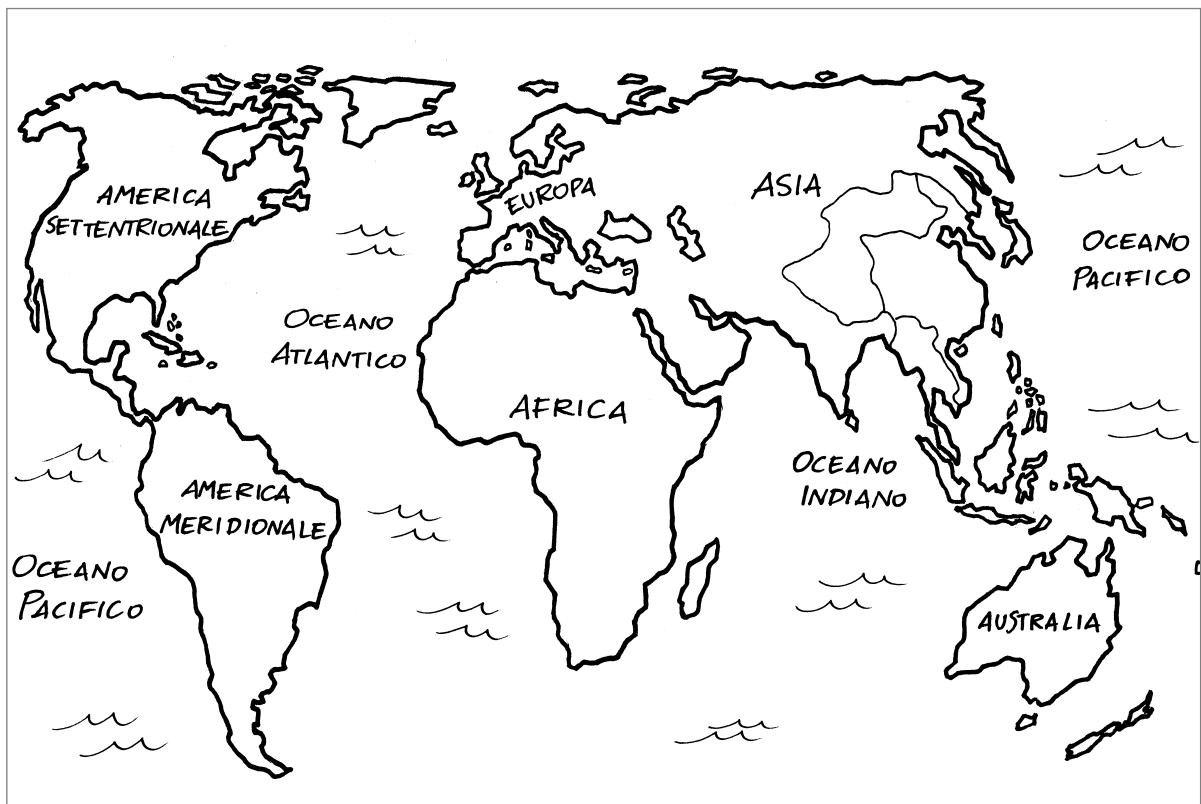 AMERICA
SETTENTRIONALE
EUROPA
ASIA
OCEANO
PACIFICO
OCEANO
ATLANTICO
AFRICA
OCEANO
INDIANO
AMERICA
MERIDIONALE
OCEANO
PACIFICO
AUSTRALIA